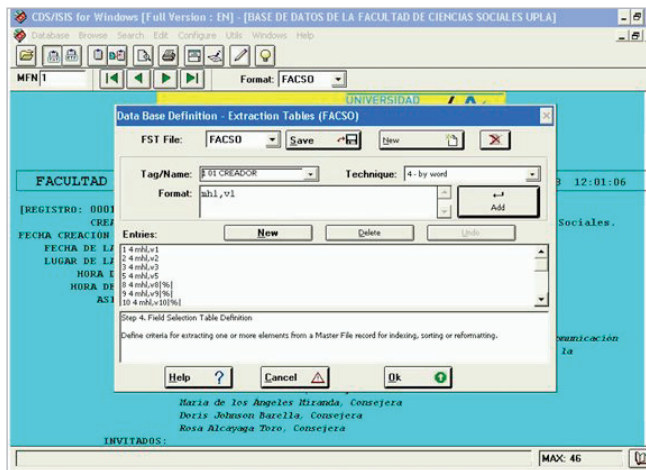 CDS/ISIS for Windows [Full Version : EN] - [BASE DE DATOS DE LA FACULTAD DE CIENCIAS SOCIALES UPLA]
Database Browse Search Edit Configure Utils Windows Help
MFN 1 Format: FACSO
UNIVERSIDAD
Data Base Definition - Extraction Tables (FACSO)
FST File: FACSO Save New
Tag/Name: 01 CREADOR Technique: 4 - by word
Format: mhl,v1 Add
FACULTAD 12:01:06
[REGISTRO: 0001
CREA Sociales.
FECHA CREACIÓN
FECHA DE LA
LUGAR DE LA
HORA D
HORA DE
ASI
Entries: New Delete Undo
1 4 mhl,v1
2 4 mhl,v2
3 4 mhl,v3
5 4 mhl,v5
8 4 mhl,v8|%|
9 4 mhl,v9|%|
10 4 mhl,v10|%|
Step 4. Field Selection Table Definition
Define criteria for extracting one or more elements from a Master File record for indexing, sorting or reformatting.
la
Help Cancel Ok
Maria de los Angeles Miranda, Consejera
Doris Johnson Barella, Consejera
Rosa Alcayaga Toro, Consejera
INVITADOS:
MAX: 46